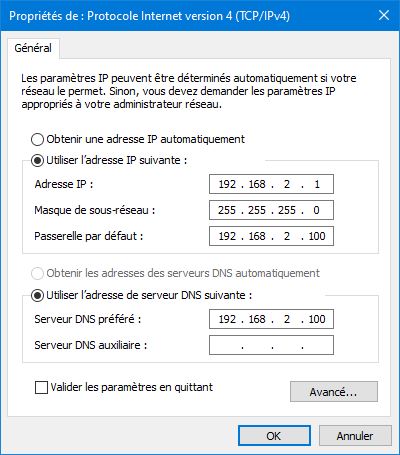 Propriétés de : Protocole Internet version 4 (TCP/IPv4)
Général
Les paramètres IP peuvent être déterminés automatiquement si votre
réseau le permet. Sinon, vous devez demander les paramètres IP
appropriés à votre administrateur réseau.
Obtenir une adresse IP automatiquement
Utiliser l'adresse IP suivante :
Adresse IP : 192 . 168 . 2 . 1
Masque de sous-réseau : 255 . 255 . 255 . 0
Passerelle par défaut : 192 . 168 . 2 . 100
Obtenir les adresses des serveurs DNS automatiquement
Utiliser l'adresse de serveur DNS suivante :
Serveur DNS préféré : 192 . 168 . 2 . 100
Serveur DNS auxiliaire : . . .
Valider les paramètres en quittant Avancé...
OK Annuler